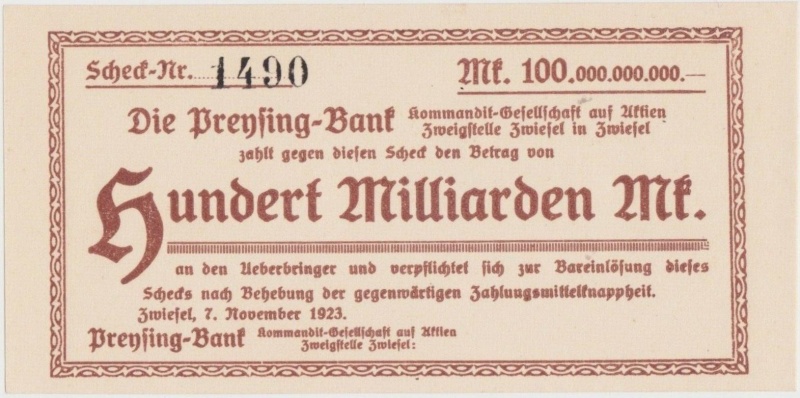 Scheck-Nr. 1490 Mk. 100.000.000.000.—
Die Preysing-Bank Kommandit-Gesellschaft auf Aktien
Zweigstelle Zwiesel in Zwiesel
zahlt gegen diesen Scheck den Betrag von
Hundert Milliarden Mk.
an den Ueberbringer und verpflichtet sich zur Bareinlösung dieses
Schecks nach Behebung der gegenwärtigen Zahlungsmittelknappheit.
Zwiesel, 7. November 1923.
Preysing-Bank Kommandit-Gesellschaft auf Aktien
Zweigstelle Zwiesel: